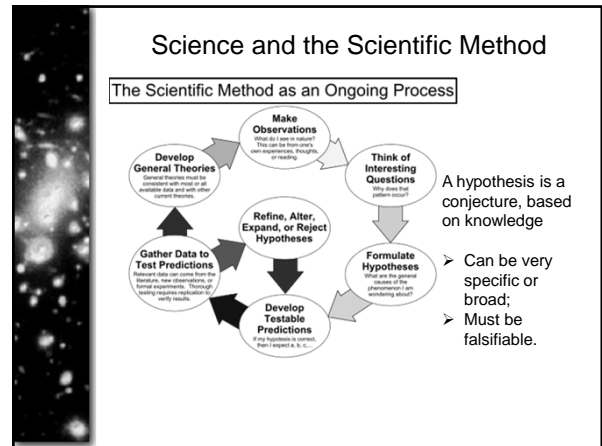 Science and the Scientific Method
The Scientific Method as an Ongoing Process
Make
Observations
What do I see in nature?
This can be from one's
own experiences, thoughts,
or reading.
Think of
Interesting
Questions
Why does that
pattern occur?
Formulate
Hypotheses
What are the general
causes of the
phenomenon I am
wondering about?
Develop
Testable
Predictions
If my hypotesis is correct,
then I expect a, b, c,...
Gather Data to
Test Predictions
Relevant data can come from the
literature, new observations, or
formal experiments. Thorough
testing requires replication to
verify results.
Refine, Alter,
Expand, or Reject
Hypotheses
Develop
General Theories
General theories must be
consistent with most or all
available data and with other
current theories.
A hypothesis is a
conjecture, based
on knowledge
➢ Can be very
specific or
broad;
➢ Must be
falsifiable.